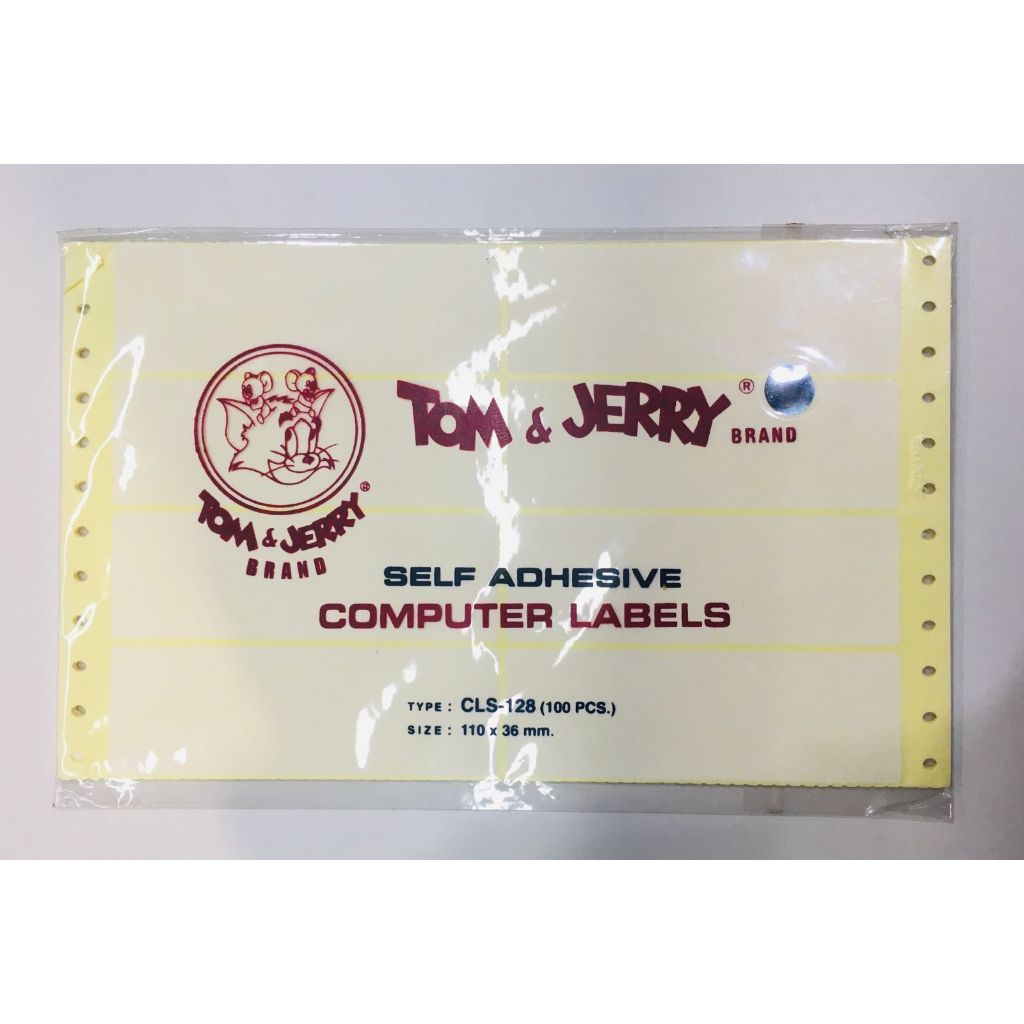 TOM & JERRY ®
BRAND
TOM & JERRY ®
BRAND
SELF ADHESIVE
COMPUTER LABELS
TYPE : CLS-128 (100 PCS.)
SIZE : 110 x 36 mm.